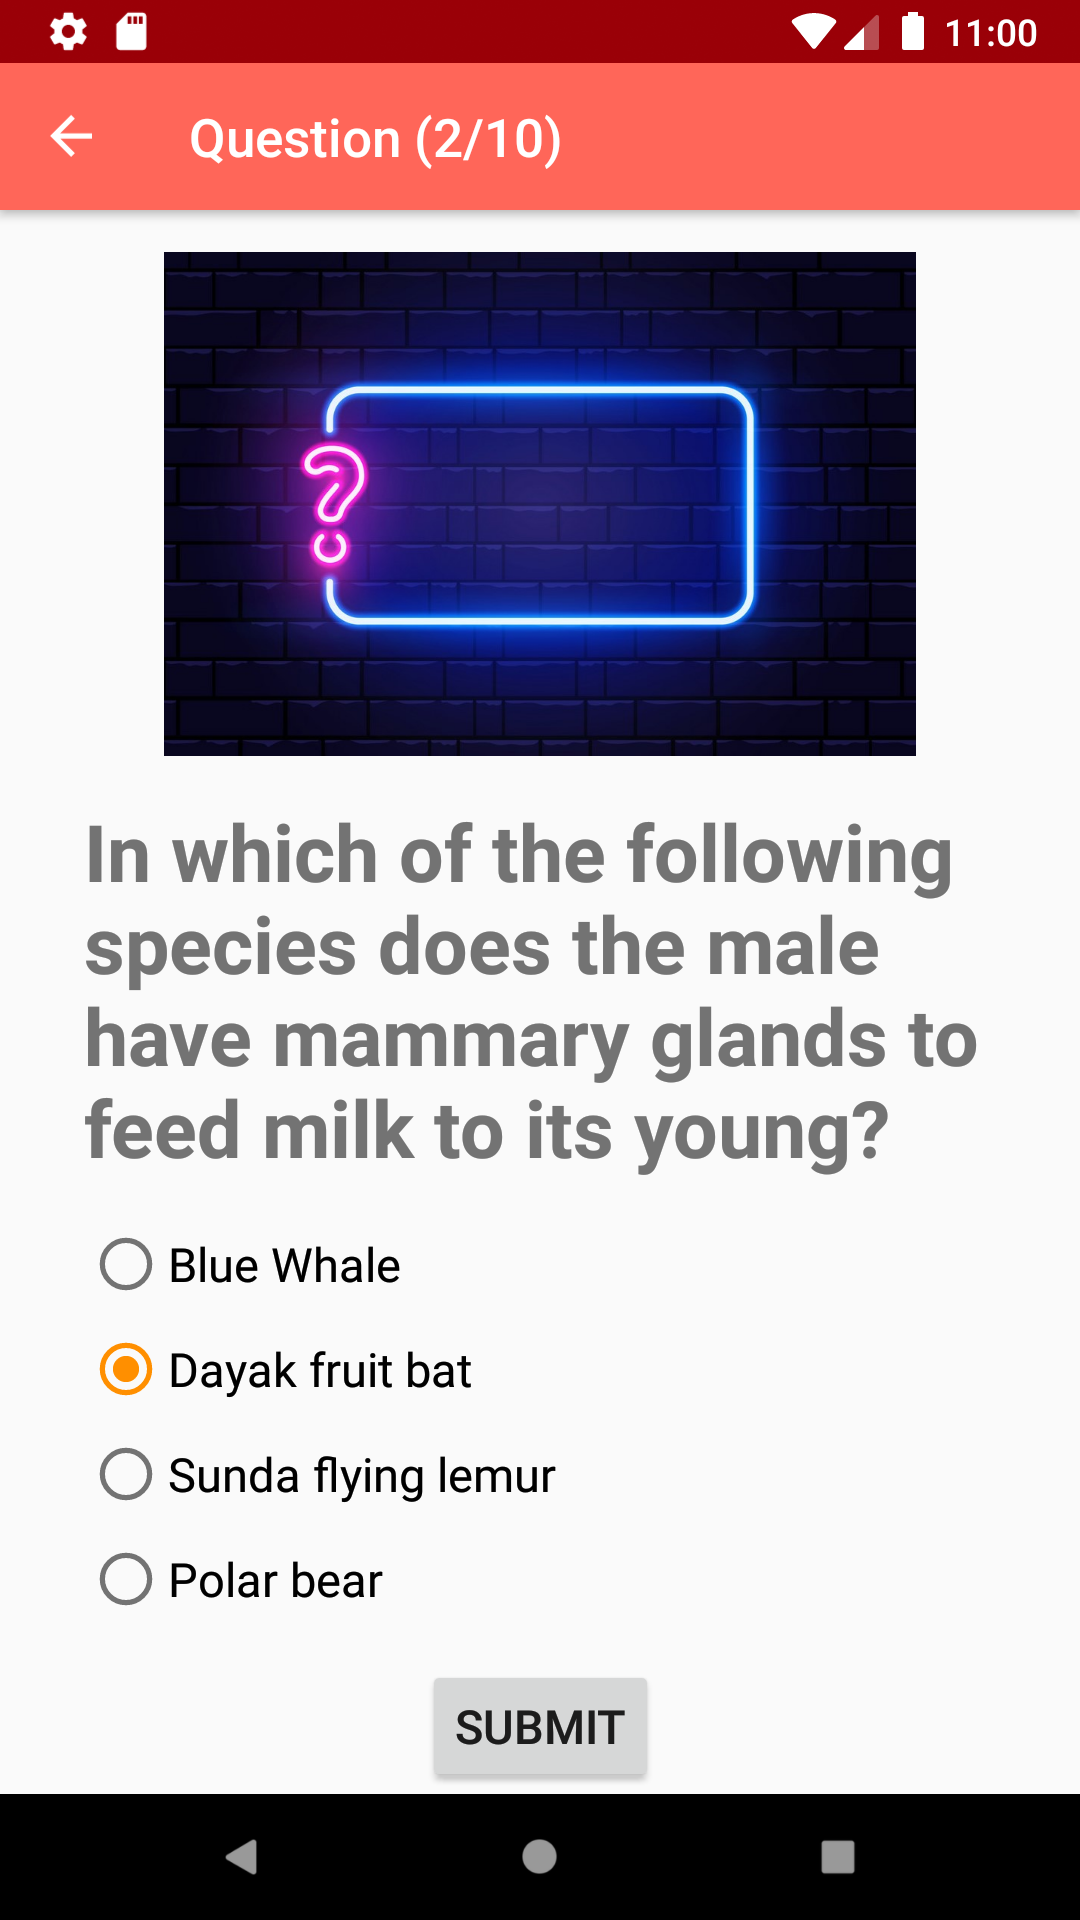 11:00
Question (2/10)
In which of the following
species does the male
have mammary glands to
feed milk to its young?
Blue Whale
Dayak fruit bat
Sunda flying lemur
Polar bear
SUBMIT